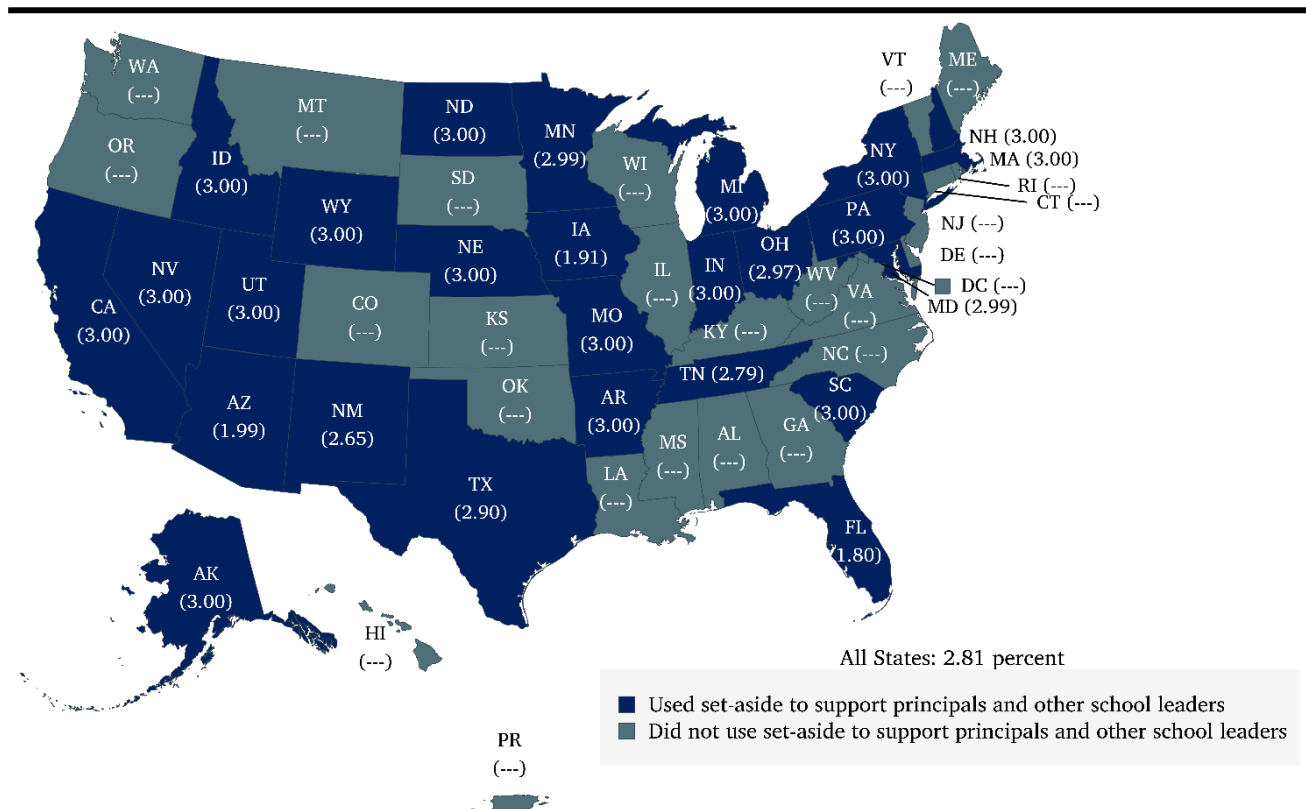 WA
(---)
MT
(---)
ND
(3.00)
MN
(2.99)
VT
(---)
ME
(---)
OR
(---)
ID
(3.00)
SD
(---)
WI
(---)
MI
(3.00)
NY
(3.00)
NH (3.00)
MA (3.00)
RI (---)
CT (---)
WY
(3.00)
IA
(1.91)
PA
(3.00)
NJ (---)
DE (---)
DC (---)
MD (2.99)
NV
(3.00)
UT
(3.00)
NE
(3.00)
IL
(---)
IN
(3.00)
OH
(2.97)
WV
(---)
VA
(---)
CA
(3.00)
CO
(---)
KS
(---)
MO
(3.00)
KY (---)
NC (---)
TN (2.79)
SC
(3.00)
AZ
(1.99)
NM
(2.65)
OK
(---)
AR
(3.00)
MS
(---)
AL
(---)
GA
(---)
LA
(---)
TX
(2.90)
FL
(1.80)
AK
(3.00)
HI
(---)
All States: 2.81 percent
Used set-aside to support principals and other school leaders
Did not use set-aside to support principals and other school leaders
PR
(---)